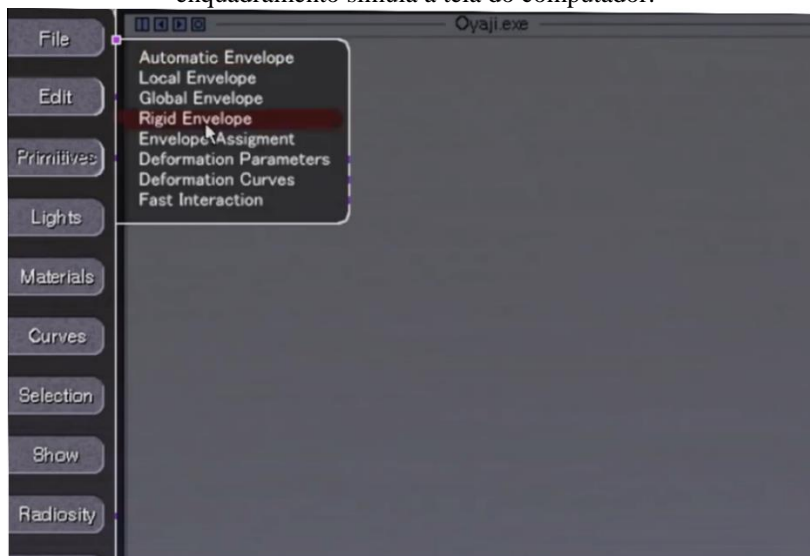 enquadramento simula a tela do computador.
Oyaji.exe
File
Edit
Primitives
Lights
Materials
Curves
Selection
Show
Radiosity
Automatic Envelope
Local Envelope
Global Envelope
Rigid Envelope
Envelope Assigment
Deformation Parameters
Deformation Curves
Fast Interaction